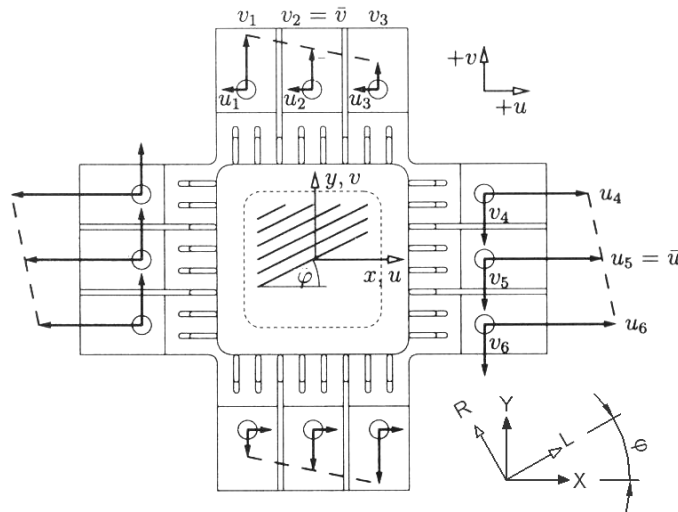 v₁ v₂ = v̄ v₃
+v
u₁ u₂ u₃
+u
y, v
u₄
v₄
x, u
φ
u₅ = ū
v₅
u₆
v₆
R Y L φ
X